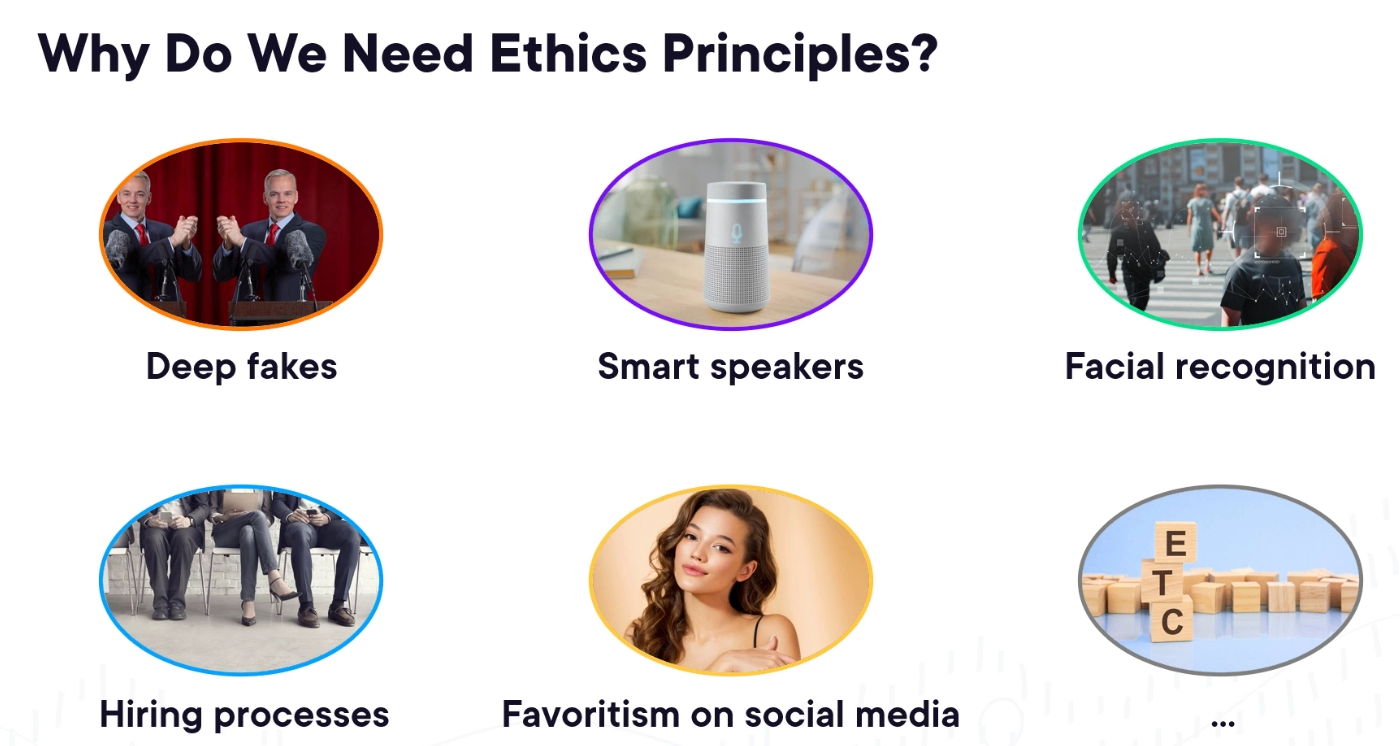 Why Do We Need Ethics Principles?
Deep fakes
Smart speakers
Facial recognition
E
T
C
Hiring processes
Favoritism on social media
...